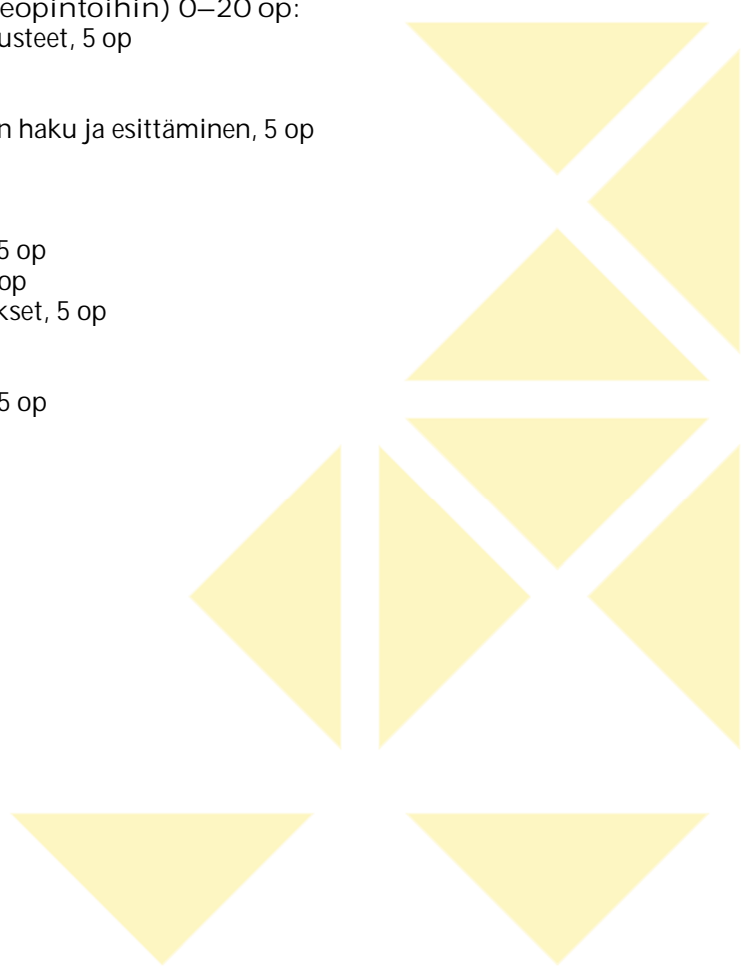 eopintoihin) 0–20 op:
usteet, 5 op
n haku ja esittäminen, 5 op
5 op
op
kset, 5 op
5 op